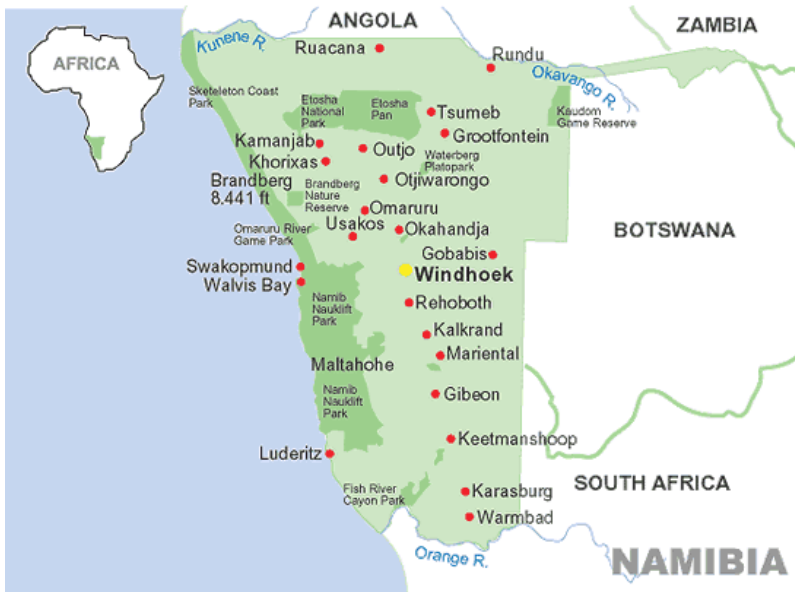 ANGOLA
ZAMBIA
Kunene R.
Ruacana
Rundu
Okavango R.
AFRICA
Sketeleton Coast
Park
Etosha
National
Park
Etosha
Pan
Tsumeb
Kaudom
Game Reserve
Grootfontein
Kamanjab
Outjo
Khorixas
Waterberg
Platopark
Brandberg
8.441 ft
Brandberg
Nature
Reserve
Otjiwarongo
Omaruru
Usakos
Omaruru River
Game Park
Okahandja
BOTSWANA
Gobabis
Swakopmund
Windhoek
Walvis Bay
Namib
Nauklift
Park
Rehoboth
Kalkrand
Mariental
Maltahohe
Namib
Nauklift
Park
Gibeon
Keetmanshoop
Luderitz
SOUTH AFRICA
Fish River
Cayon Park
Karasburg
Warmbad
Orange R.
NAMIBIA